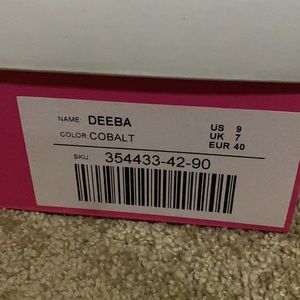 NAME: DEEBA
COLOR: COBALT
SKU: 354433-42-90
US 9
UK 7
EUR 40